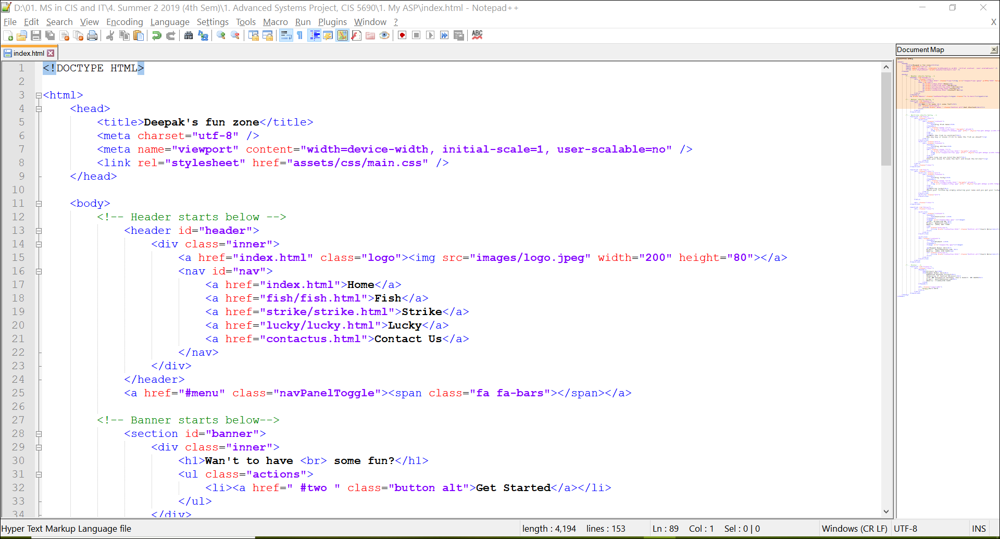 D:\01. MS in CIS and IT\4. Summer 2 2019 (4th Sem)\1. Advanced Systems Project, CIS 5690\1. My ASP\index.html - Notepad++
File Edit Search View Encoding Language Settings Tools Macro Run Plugins Window ? X
ABC
index.html
Document Map
1 <!DOCTYPE HTML>
2
3 <html>
4 <head>
5 <title>Deepak's fun zone</title>
6 <meta charset="utf-8" />
7 <meta name="viewport" content="width=device-width, initial-scale=1, user-scalable=no" />
8 <link rel="stylesheet" href="assets/css/main.css" />
9 </head>
10
11 <body>
12 <!-- Header starts below -->
13 <header id="header">
14 <div class="inner">
15 <a href="index.html" class="logo"><img src="images/logo.jpeg" width="200" height="80"></a>
16 <nav id="nav">
17 <a href="index.html">Home</a>
18 <a href="fish/fish.html">Fish</a>
19 <a href="strike/strike.html">Strike</a>
20 <a href="lucky/lucky.html">Lucky</a>
21 <a href="contactus.html">Contact Us</a>
22 </nav>
23 </div>
24 </header>
25 <a href="#menu" class="navPanelToggle"><span class="fa fa-bars"></span></a>
26
27 <!-- Banner starts below-->
28 <section id="banner">
29 <div class="inner">
30 <h1>Wan't to have <br> some fun?</h1>
31 <ul class="actions">
32 <li><a href=" #two " class="button alt">Get Started</a></li>
33 </ul>
34 </div>
Hyper Text Markup Language file length : 4,194 lines : 153 Ln : 89 Col : 1 Sel : 0 | 0 Windows (CR LF) UTF-8 INS